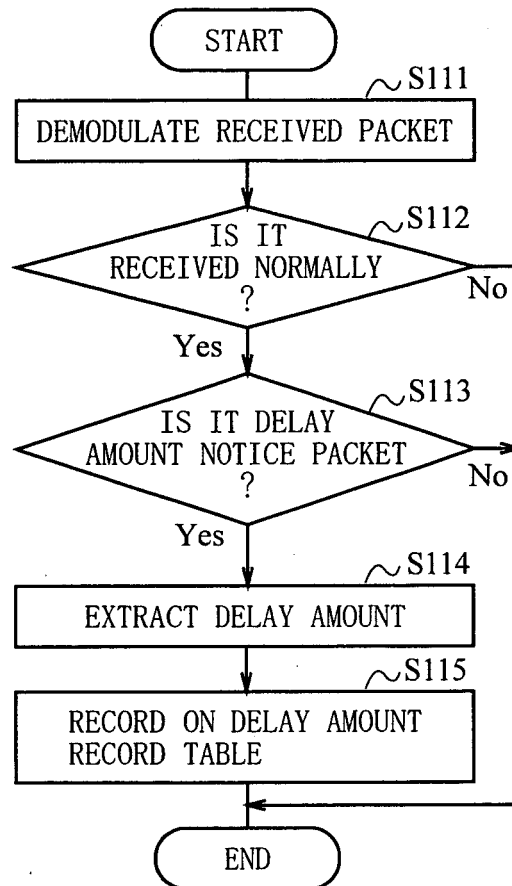 START
S111
DEMODULATE RECEIVED PACKET
S112
IS IT
RECEIVED NORMALLY
?
No
Yes
S113
IS IT DELAY
AMOUNT NOTICE PACKET
?
No
Yes
S114
EXTRACT DELAY AMOUNT
S115
RECORD ON DELAY AMOUNT
RECORD TABLE
END